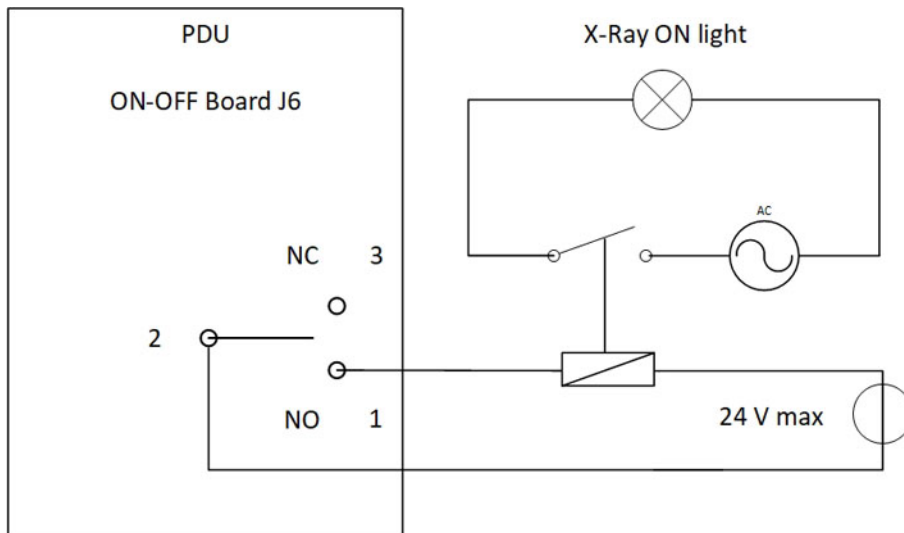 PDU
X-Ray ON light
ON-OFF Board J6
AC
NC 3
2
NO 1
24 V max